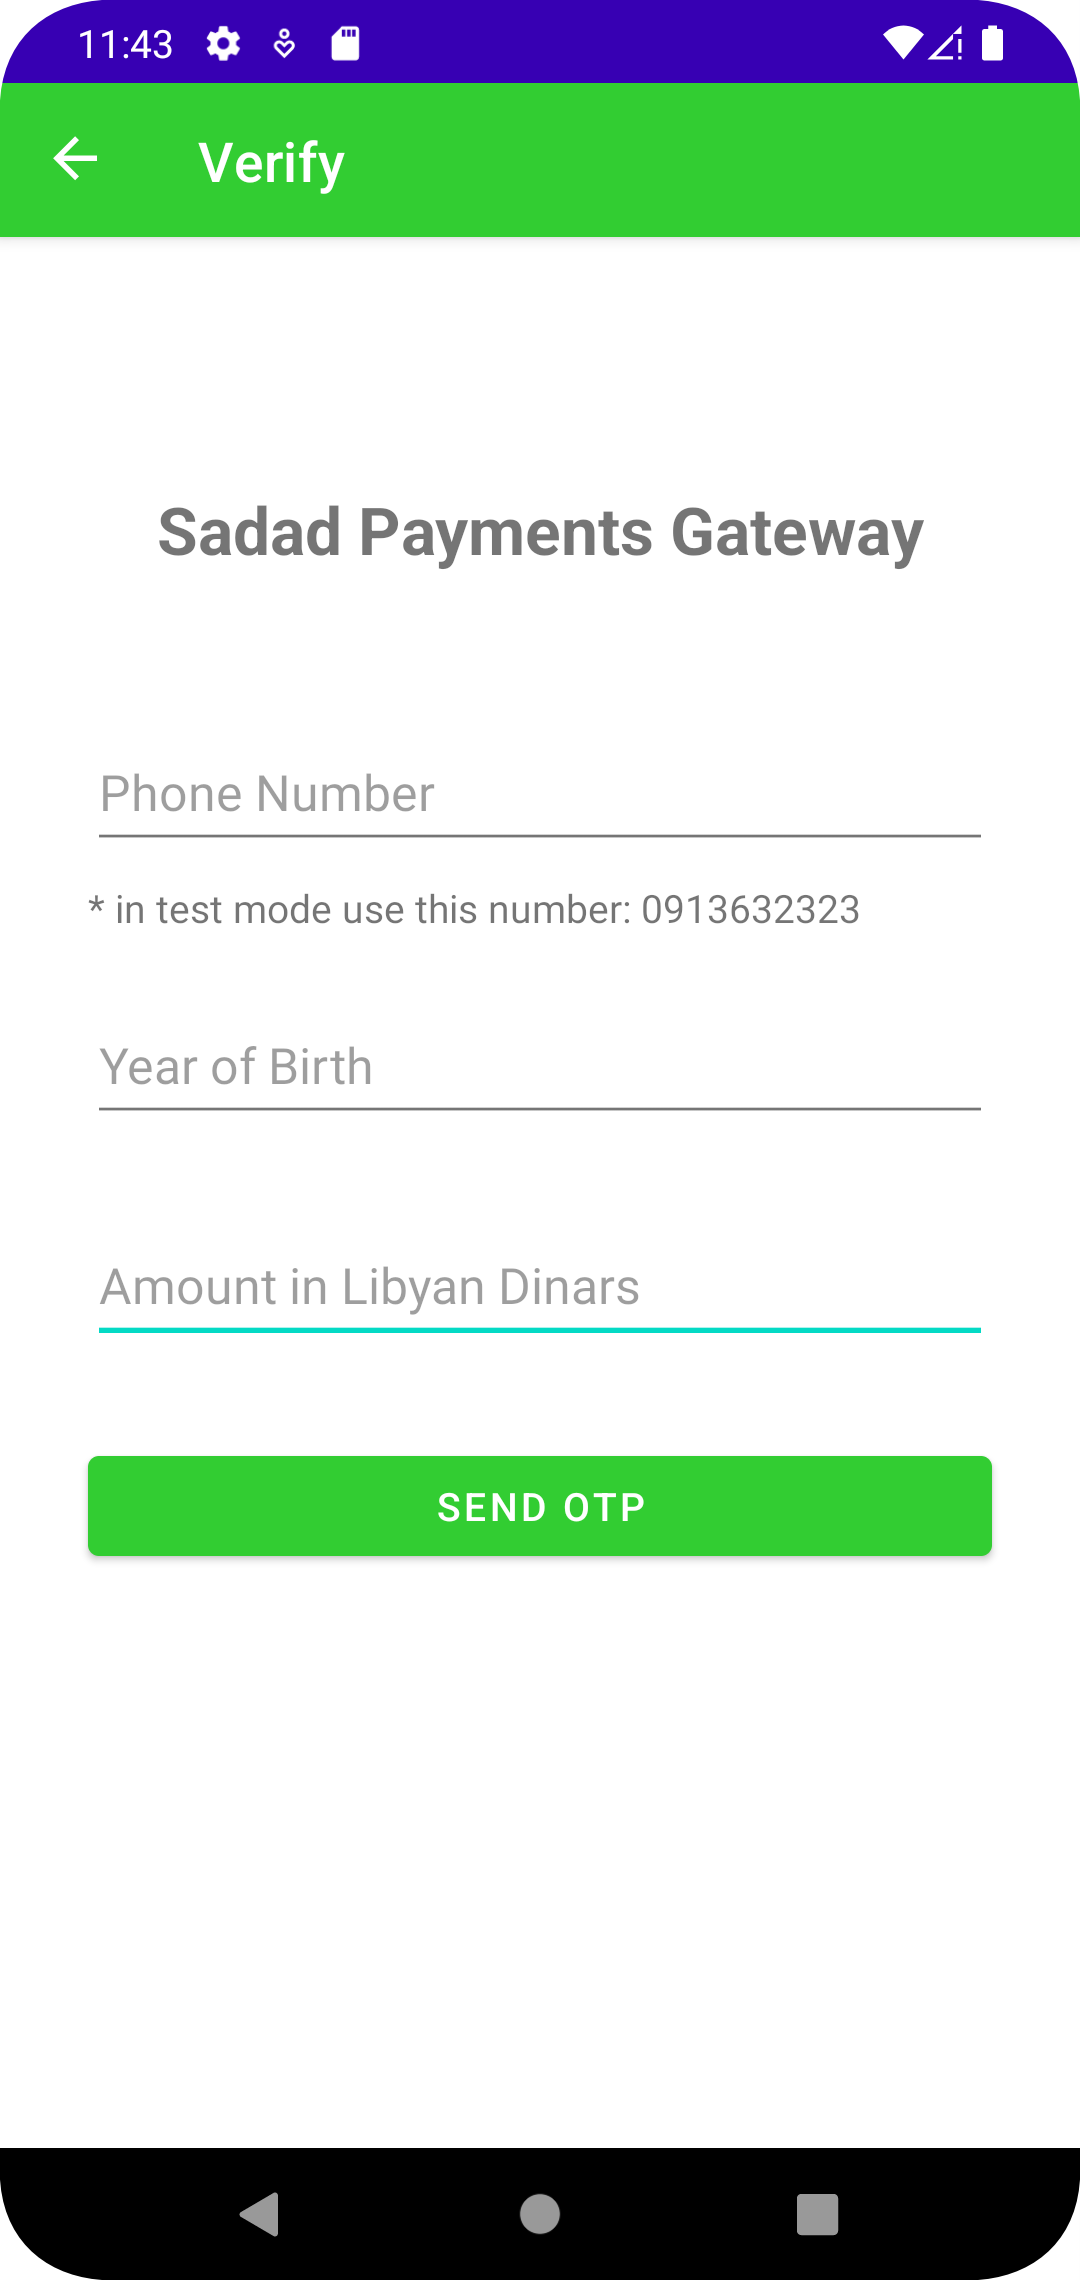 11:43
Verify
Sadad Payments Gateway
Phone Number
* in test mode use this number: 0913632323
Year of Birth
Amount in Libyan Dinars
SEND OTP